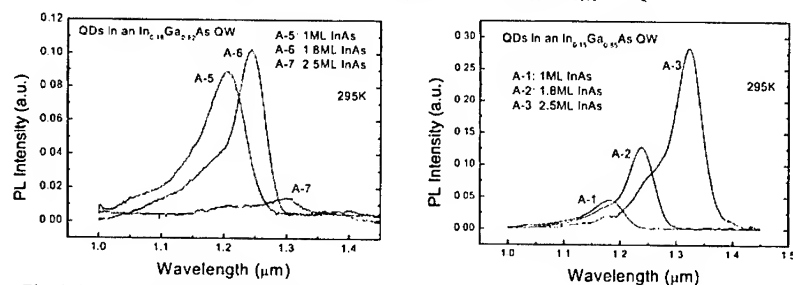 QDs In an In0.18Ga0.82As QW
A-5 1ML InAs
A-6 1 8ML InAs
A-7 2 5ML InAs
295K
A-5
A-6
A-7
0.12
0.10
0 08
0 06
0 04
0 02
0.00
PL Intensity (a.u.)
1.0
1.1
1.2
1.3
1.4
Wavelength (μm)
QDs In an In0.15Ga0.85As QW
A-1: 1ML InAs
A-2: 1.8ML InAs
A-3: 2.5ML InAs
295K
A-1
A-2
A-3
0.30
0.25
0.20
0.15
0.10
0.05
0.00
PL Intensity (a.u.)
1 0
1.1
1.2
1.3
1 4
1 5
Wavelength (μm)